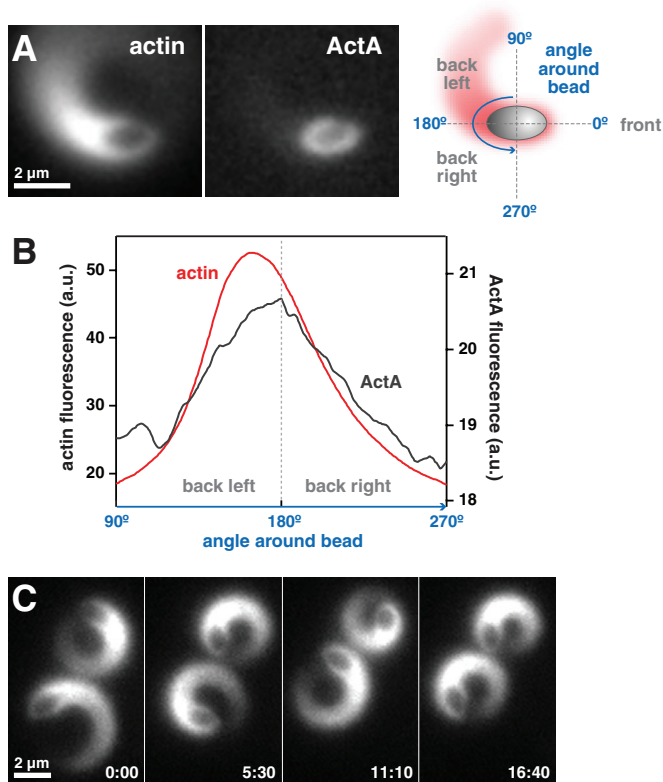 A
actin
ActA
2 µm
90º
angle
around
bead
back
left
180º
0º
front
back
right
270º
B
actin fluorescence (a.u.)
50
40
30
20
actin
ActA
back left
back right
21
20
19
18
ActA fluorescence (a.u.)
90º
180º
270º
angle around bead
C
2 µm
0:00
5:30
11:10
16:40